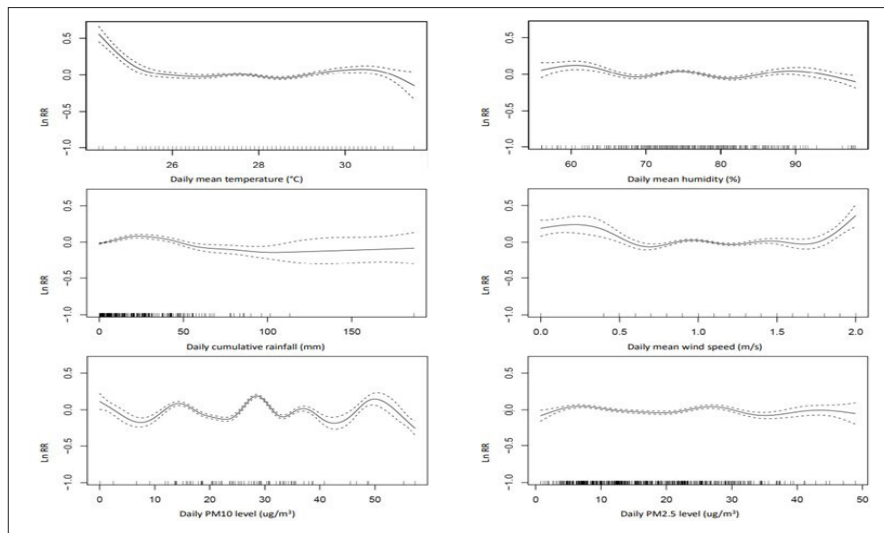 0.5
0.0
−0.5
−1.0
Ln RR
26 28 30
Daily mean temperature (°C)
0.5
0.0
−0.5
−1.0
Ln RR
60 70 80 90
Daily mean humidity (%)
0.5
0.0
−0.5
−1.0
Ln RR
0 50 100 150
Daily cumulative rainfall (mm)
0.5
0.0
−0.5
−1.0
Ln RR
0.0 0.5 1.0 1.5 2.0
Daily mean wind speed (m/s)
0.5
0.0
−0.5
−1.0
Ln RR
0 10 20 30 40 50
Daily PM10 level (ug/m³)
0.5
0.0
−0.5
−1.0
Ln RR
0 10 20 30 40 50
Daily PM2.5 level (ug/m³)